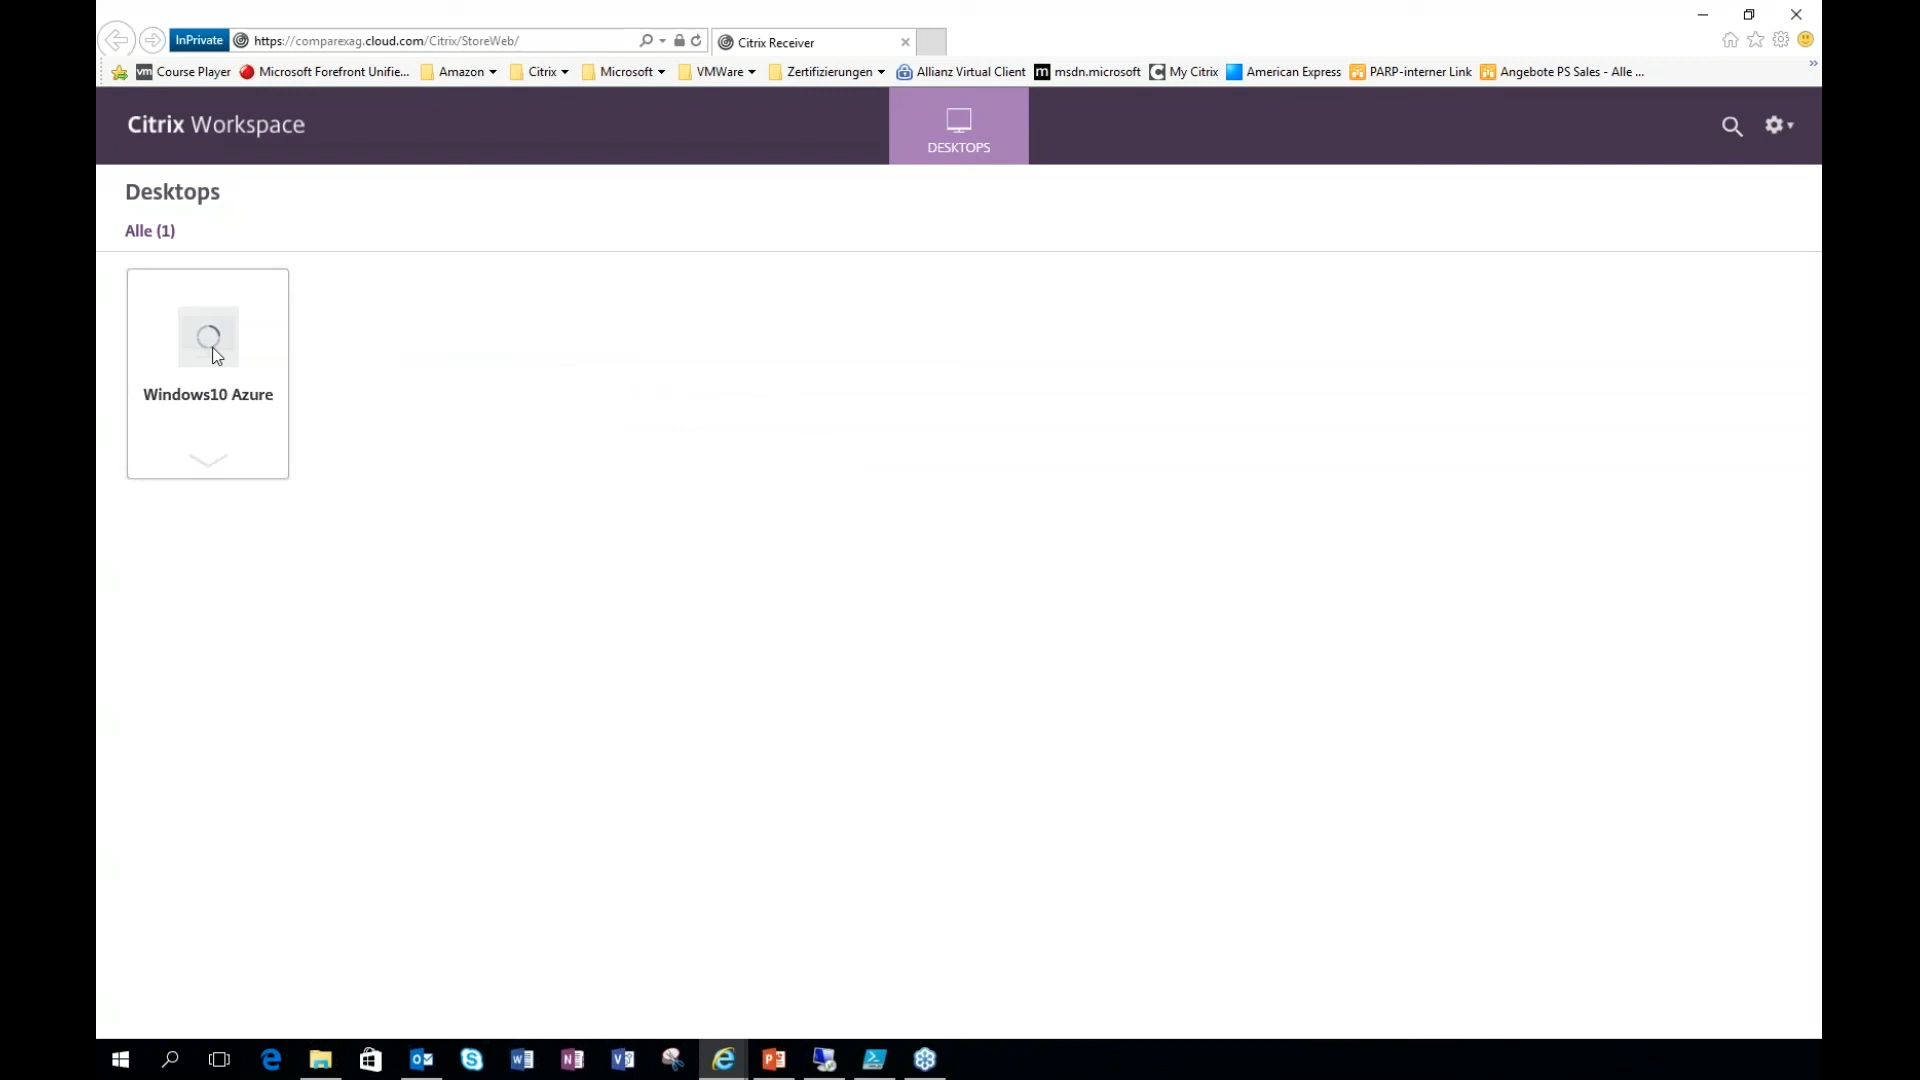 InPrivate https://comparexag.cloud.com/Citrix/StoreWeb/ Citrix Receiver
vm Course Player Microsoft Forefront Unifie... Amazon Citrix Microsoft VMWare Zertifizierungen Allianz Virtual Client m msdn.microsoft My Citrix American Express PARP-interner Link Angebote PS Sales - Alle ...
Citrix Workspace
DESKTOPS
Desktops
Alle (1)
Windows10 Azure